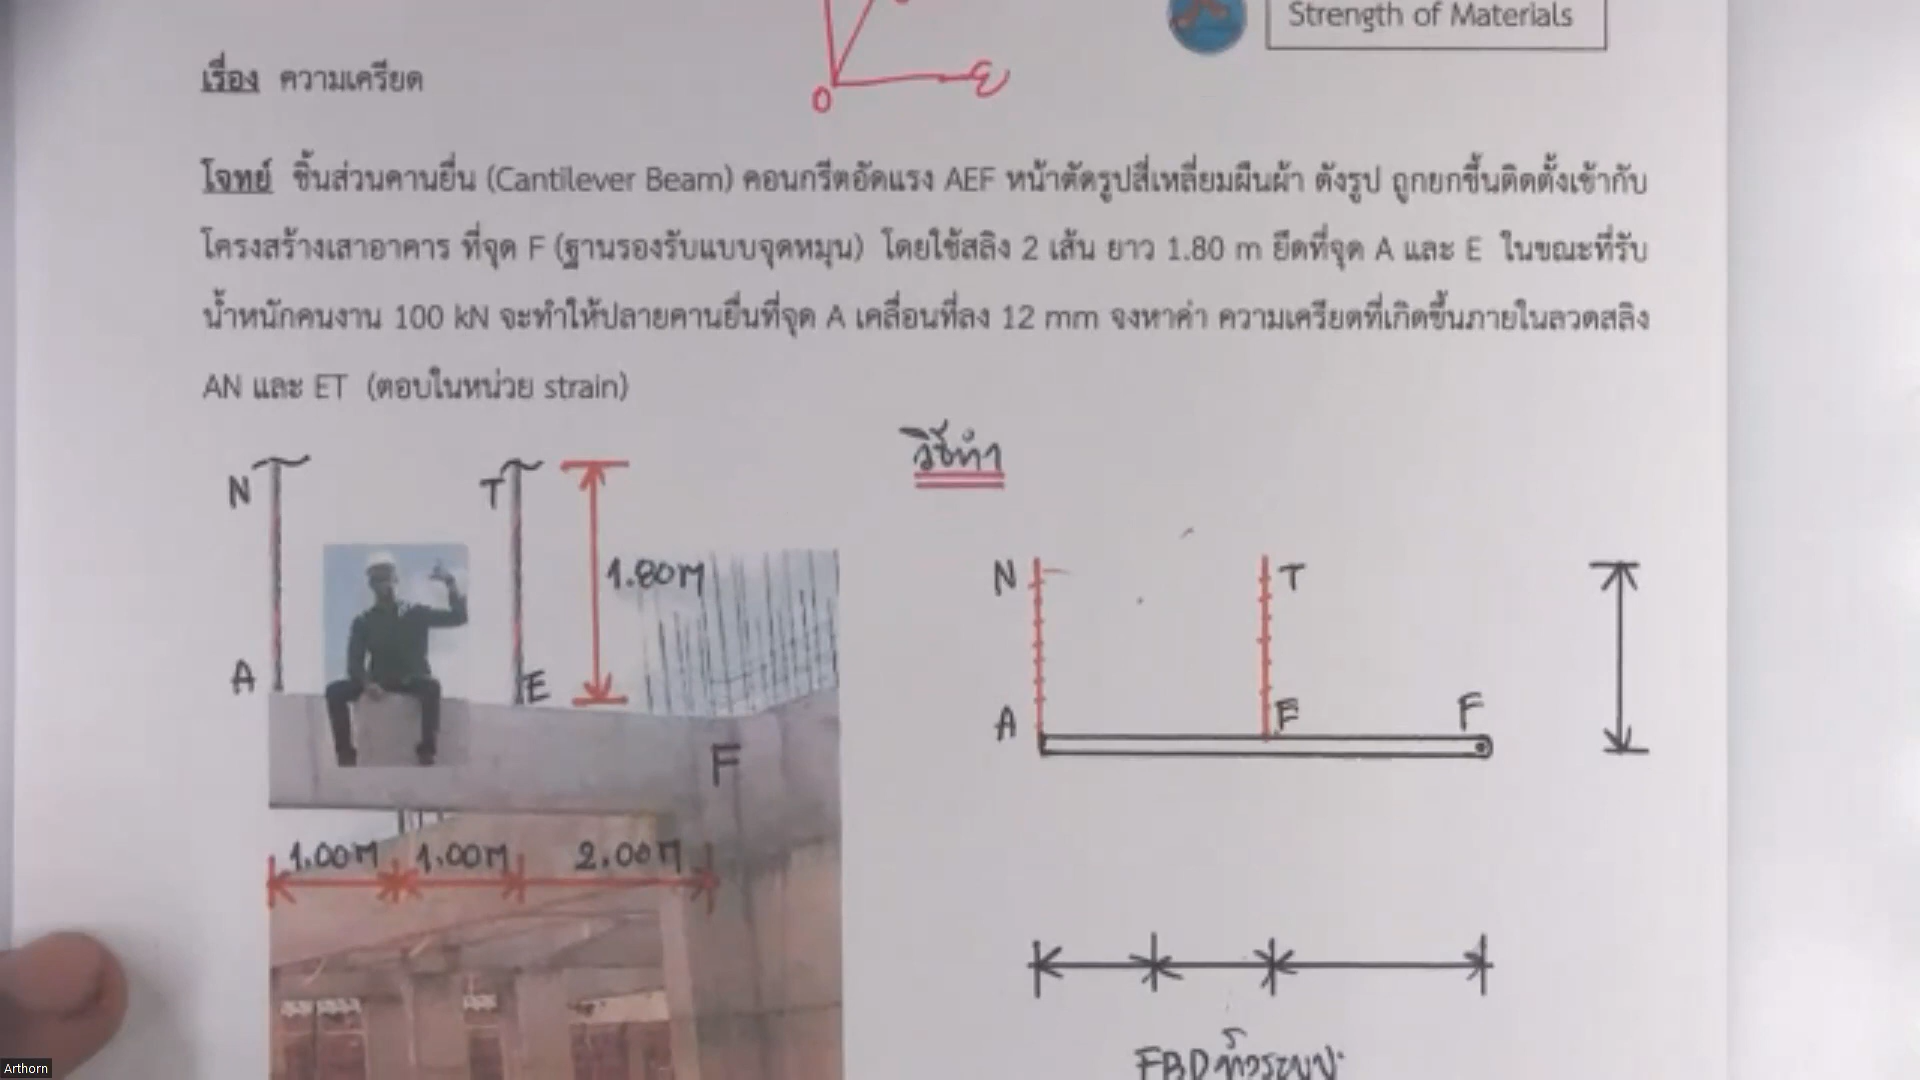 Strength of Materials
ε
0
เรื่อง ความเครียด
โจทย์ ชิ้นส่วนคานยื่น (Cantilever Beam) คอนกรีตอัดแรง AEF หน้าตัดรูปสี่เหลี่ยมผืนผ้า ดังรูป ถูกยกขึ้นติดตั้งเข้ากับ
โครงสร้างเสาอาคาร ที่จุด F (ฐานรองรับแบบจุดหมุน) โดยใช้สลิง 2 เส้น ยาว 1.80 m ยึดที่จุด A และ E ในขณะที่รับ
น้ำหนักคนงาน 100 kN จะทำให้ปลายคานยื่นที่จุด A เคลื่อนที่ลง 12 mm จงหาค่า ความเครียดที่เกิดขึ้นภายในลวดสลิง
AN และ ET (ตอบในหน่วย strain)
วิธีทำ
N T
1.80M
A E
F
1.00M 1.00M 2.00M
N T
A E F
FBD ทั้งระบบ
Arthorn